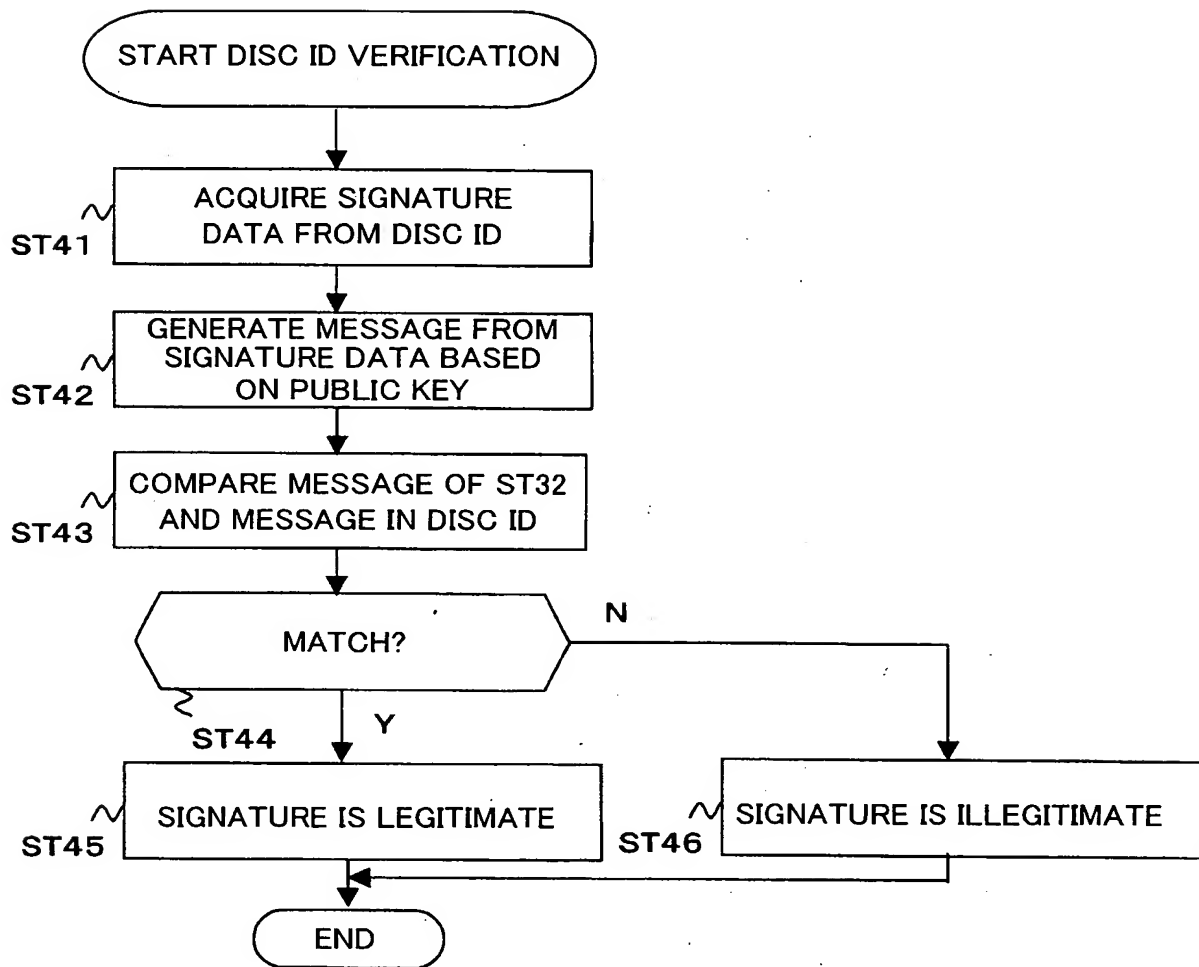 START DISC ID VERIFICATION
ACQUIRE SIGNATURE
DATA FROM DISC ID
ST41
GENERATE MESSAGE FROM
SIGNATURE DATA BASED
ON PUBLIC KEY
ST42
COMPARE MESSAGE OF ST32
AND MESSAGE IN DISC ID
ST43
MATCH?
N
ST44
Y
SIGNATURE IS LEGITIMATE
ST45
SIGNATURE IS ILLEGITIMATE
ST46
END